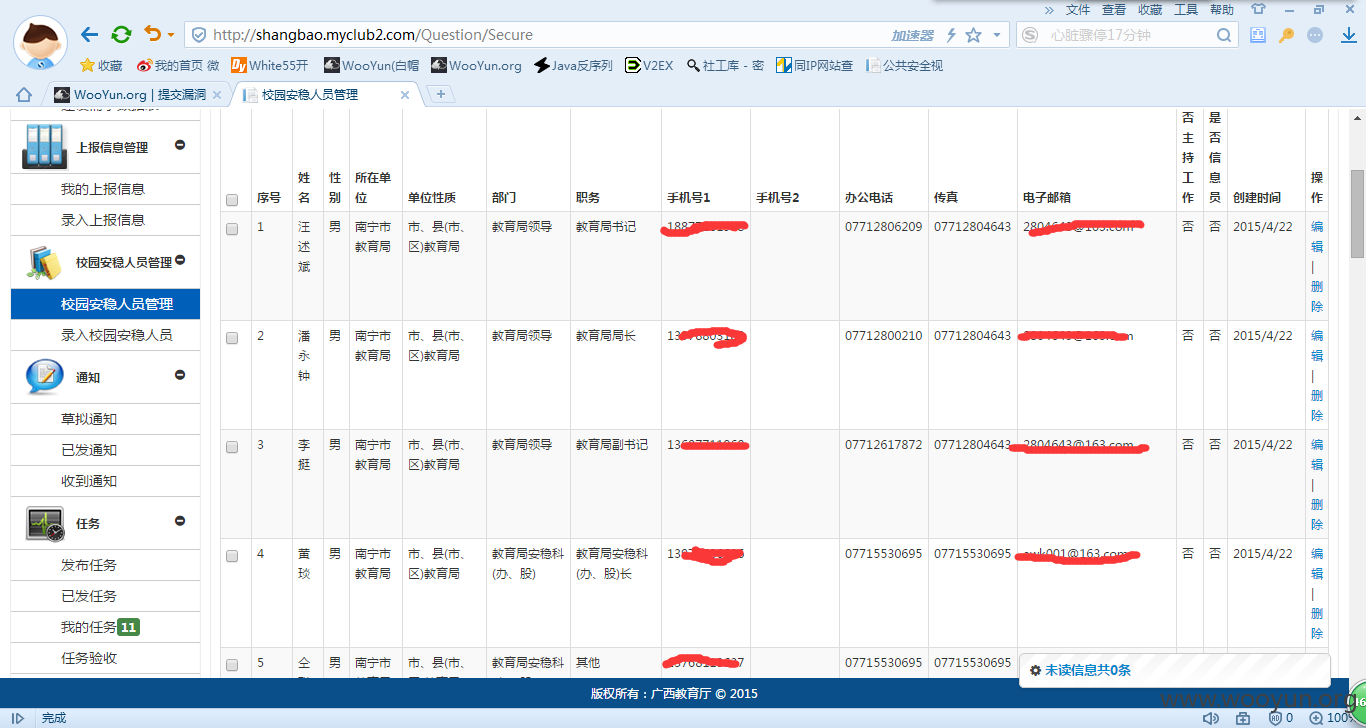 文件 查看 收藏 工具 帮助
http://shangbao.myclub2.com/Question/Secure
加速器
心脏骤停17分钟
收藏 我的首页 微 White55开 WooYun(白帽 WooYun.org Java反序列 V2EX 社工库 - 密 同IP网站查 公共安全视
WooYun.org | 提交漏洞
校园安稳人员管理
上报信息管理
我的上报信息
录入上报信息
校园安稳人员管理
校园安稳人员管理
录入校园安稳人员
通知
草拟通知
已发通知
收到通知
任务
发布任务
已发任务
我的任务 11
任务验收
序号 姓名 性别 所在单位 单位性质 部门 职务 手机号1 手机号2 办公电话 传真 电子邮箱 否主持工作 是否信息员 创建时间 操作
1 汪述斌 男 南宁市教育局 市、县(市、区)教育局 教育局领导 教育局书记 07712806209 07712804643 否 否 2015/4/22 编辑 | 删除
2 潘永钟 男 南宁市教育局 市、县(市、区)教育局 教育局领导 教育局局长 07712800210 07712804643 否 否 2015/4/22 编辑 | 删除
3 李挺 男 南宁市教育局 市、县(市、区)教育局 教育局领导 教育局副书记 07712617872 07712804643 2804643@163.com 否 否 2015/4/22 编辑 | 删除
4 黄琰 男 南宁市教育局 市、县(市、区)教育局 教育局安稳科(办、股) 教育局安稳科(办、股)长 07715530695 07715530695 否 否 2015/4/22 编辑 | 删除
5 仝 男 南宁市 市、县(市、 教育局安稳科 其他 07715530695 07715530695
未读信息共0条
版权所有：广西教育厅 © 2015
www.wooyun.org
完成
0
100%